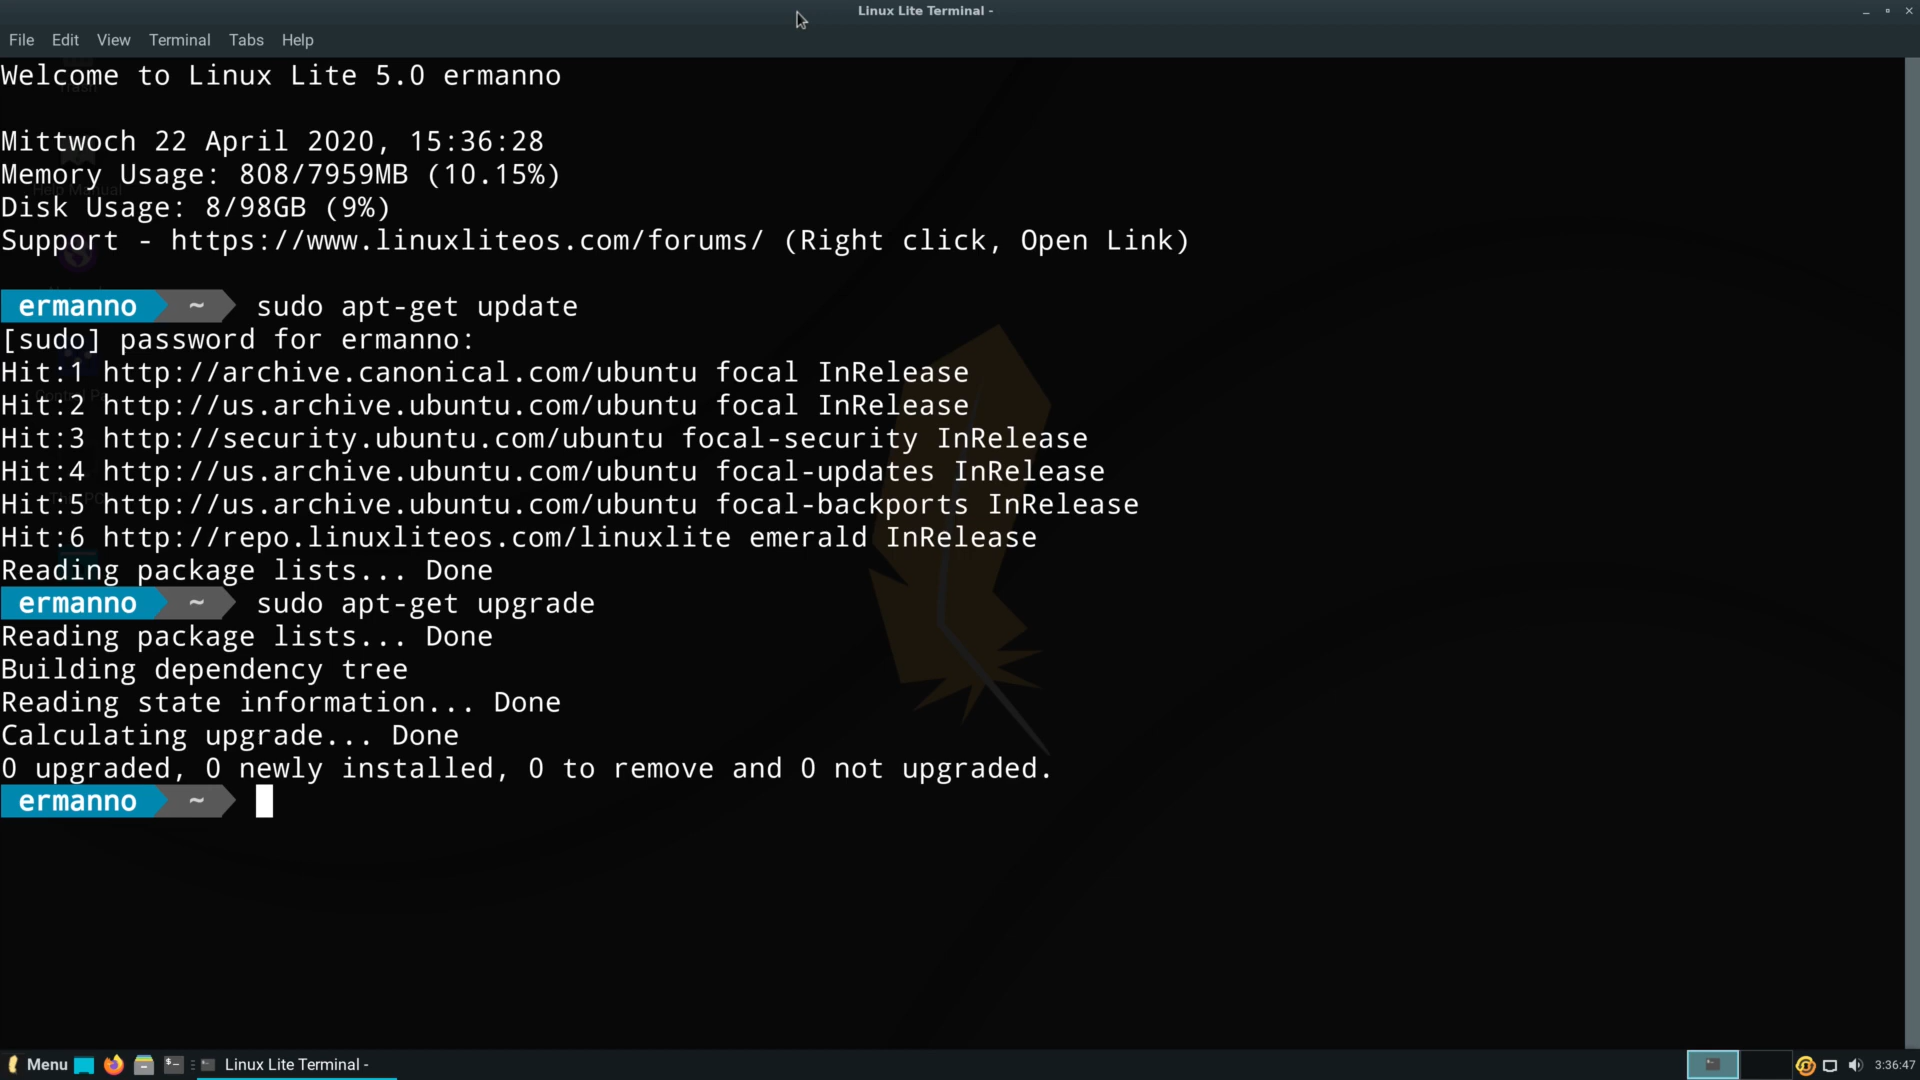 Linux Lite Terminal -
File Edit View Terminal Tabs Help
Welcome to Linux Lite 5.0 ermanno
Mittwoch 22 April 2020, 15:36:28
Memory Usage: 808/7959MB (10.15%)
Disk Usage: 8/98GB (9%)
Support - https://www.linuxliteos.com/forums/ (Right click, Open Link)
ermanno ~ sudo apt-get update
[sudo] password for ermanno:
Hit:1 http://archive.canonical.com/ubuntu focal InRelease
Hit:2 http://us.archive.ubuntu.com/ubuntu focal InRelease
Hit:3 http://security.ubuntu.com/ubuntu focal-security InRelease
Hit:4 http://us.archive.ubuntu.com/ubuntu focal-updates InRelease
Hit:5 http://us.archive.ubuntu.com/ubuntu focal-backports InRelease
Hit:6 http://repo.linuxliteos.com/linuxlite emerald InRelease
Reading package lists... Done
ermanno ~ sudo apt-get upgrade
Reading package lists... Done
Building dependency tree
Reading state information... Done
Calculating upgrade... Done
0 upgraded, 0 newly installed, 0 to remove and 0 not upgraded.
ermanno ~
Menu Linux Lite Terminal - 3:36:47